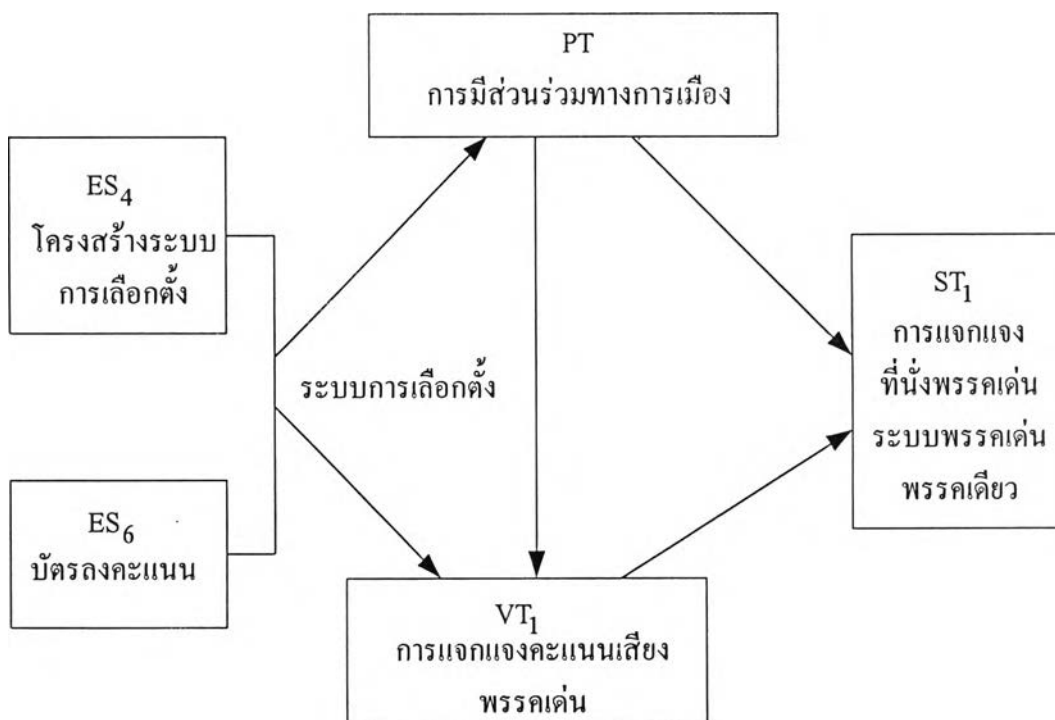 PT
การมีส่วนร่วมทางการเมือง
ES4
โครงสร้างระบบ
การเลือกตั้ง
ระบบการเลือกตั้ง
ST1
การแจกแจง
ที่นั่งพรรคเด่น
ระบบพรรคเด่น
พรรคเดียว
ES6
บัตรลงคะแนน
VT1
การแจกแจงคะแนนเสียง
พรรคเด่น